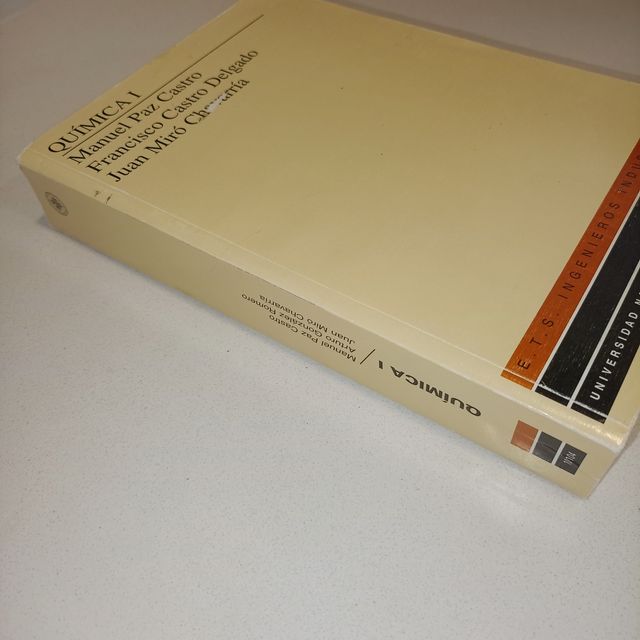 QUÍMICA I
Manuel Paz Castro
Francisco Castro Delgado
Juan Miró Chavarría
E. T. S. INGENIEROS
UNIVERSIDAD
QUÍMICA I
Manuel Paz Castro
Arturo González Romero
Juan Miró Chavarría